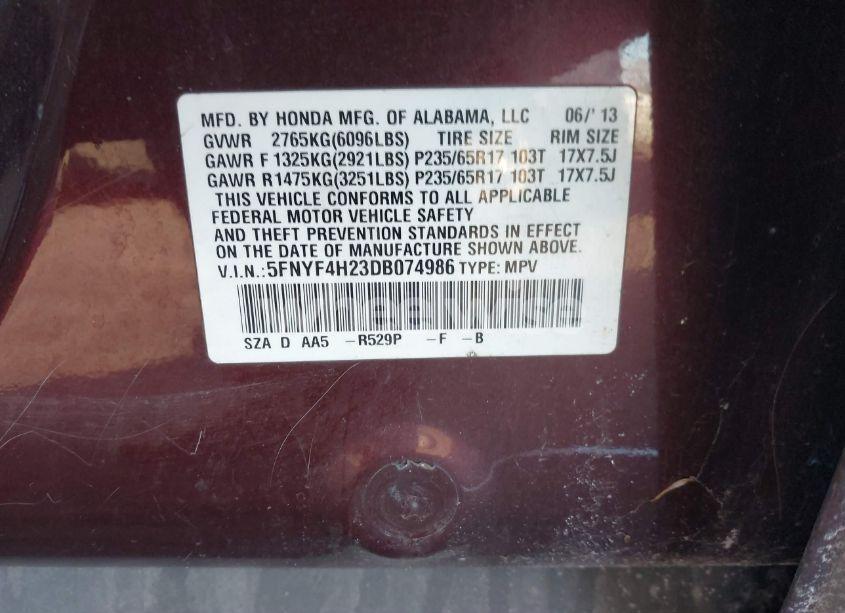 MFD. BY HONDA MFG. OF ALABAMA, LLC 06/' 13
GVWR 2765KG(6096LBS) TIRE SIZE RIM SIZE
GAWR F 1325KG(2921LBS) P235/65R17 103T 17X7.5J
GAWR R1475KG(3251LBS) P235/65R17 103T 17X7.5J
THIS VEHICLE CONFORMS TO ALL APPLICABLE
FEDERAL MOTOR VEHICLE SAFETY
AND THEFT PREVENTION STANDARDS IN EFFECT
ON THE DATE OF MANUFACTURE SHOWN ABOVE.
V.I.N.:5FNYF4H23DB074986 TYPE: MPV
SZA D AA5 -R529P -F -B